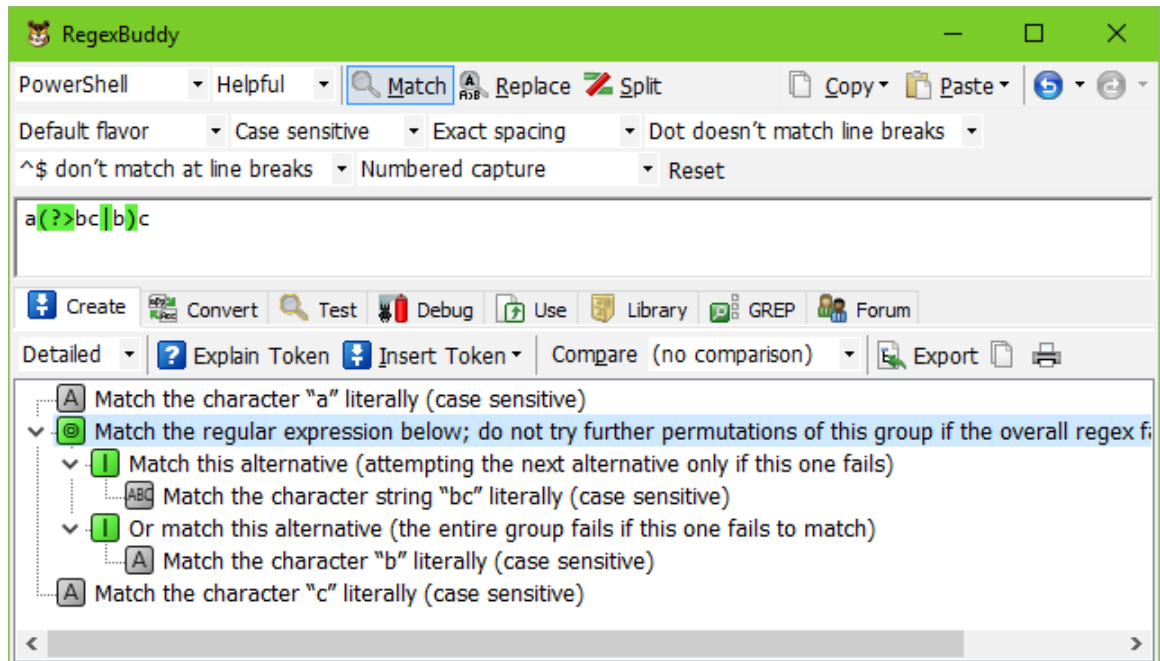 RegexBuddy
PowerShell Helpful Match Replace Split Copy Paste
Default flavor Case sensitive Exact spacing Dot doesn't match line breaks
^$ don't match at line breaks Numbered capture Reset
a(?>bc|b)c
Create Convert Test Debug Use Library GREP Forum
Detailed Explain Token Insert Token Compare (no comparison) Export
A Match the character “a” literally (case sensitive)
Match the regular expression below; do not try further permutations of this group if the overall regex
Match this alternative (attempting the next alternative only if this one fails)
ABC Match the character string “bc” literally (case sensitive)
Or match this alternative (the entire group fails if this one fails to match)
A Match the character “b” literally (case sensitive)
A Match the character “c” literally (case sensitive)